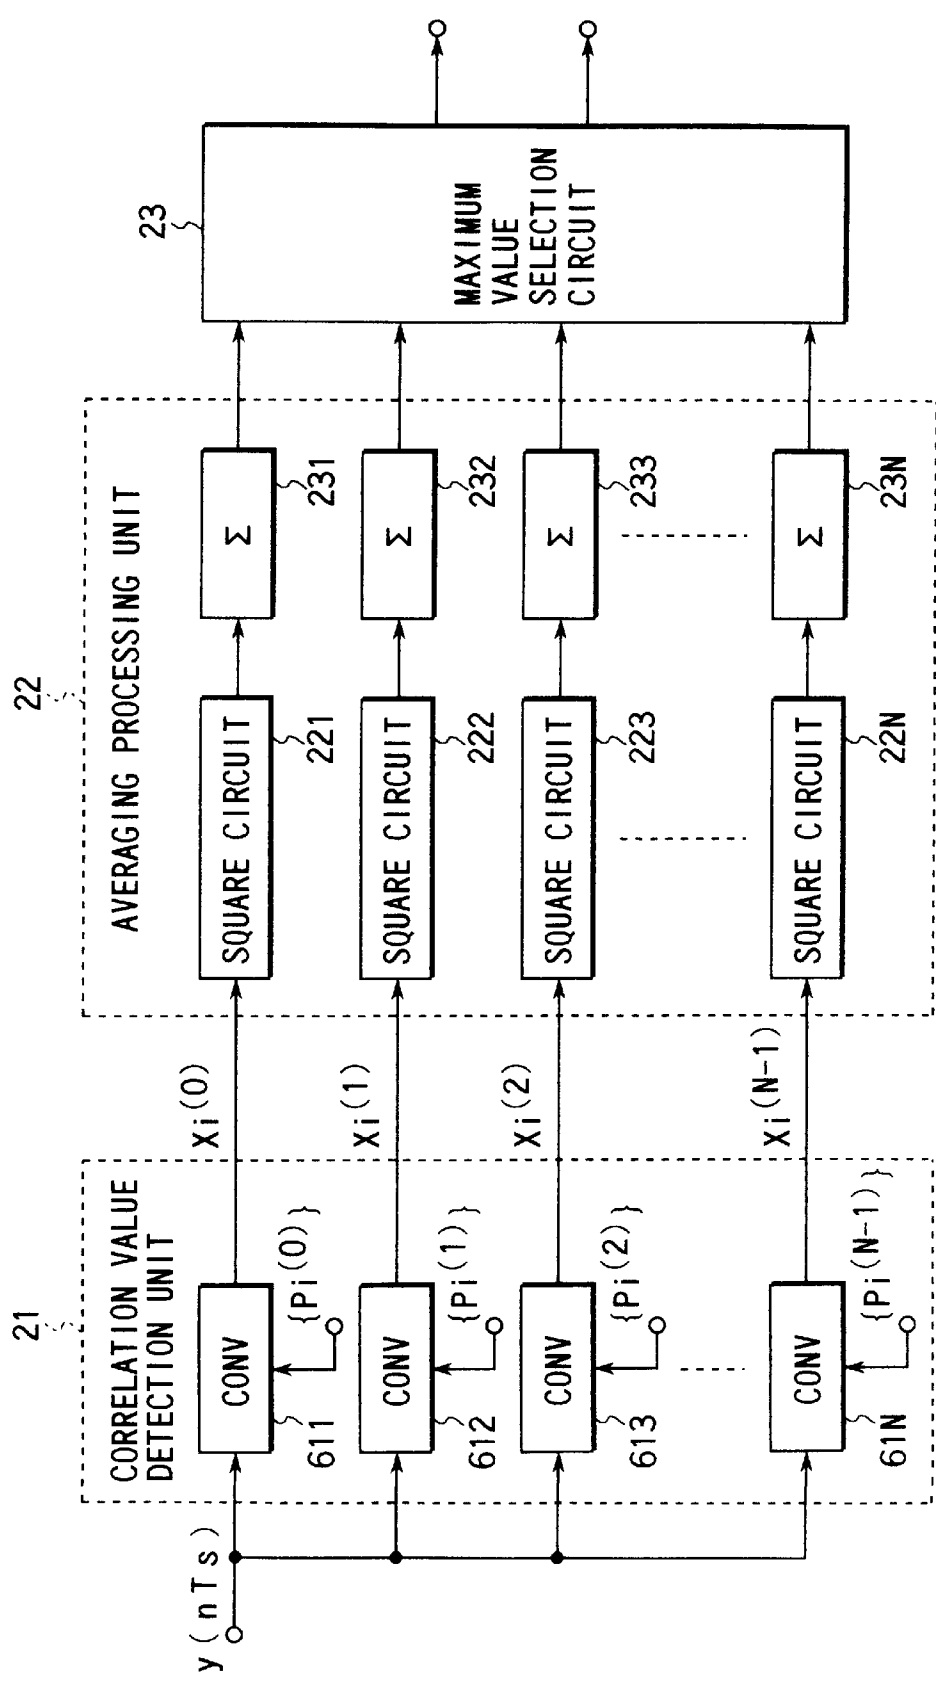 y(nTs)
21
CORRELATION VALUE
DETECTION UNIT
CONV
611
{Pi(0)}
Xi(0)
CONV
612
{Pi(1)}
Xi(1)
CONV
613
{Pi(2)}
Xi(2)
CONV
61N
{Pi(N-1)}
Xi(N-1)
22
AVERAGING PROCESSING UNIT
SQUARE CIRCUIT
221
Σ
231
SQUARE CIRCUIT
222
Σ
232
SQUARE CIRCUIT
223
Σ
233
SQUARE CIRCUIT
22N
Σ
23N
23
MAXIMUM
VALUE
SELECTION
CIRCUIT